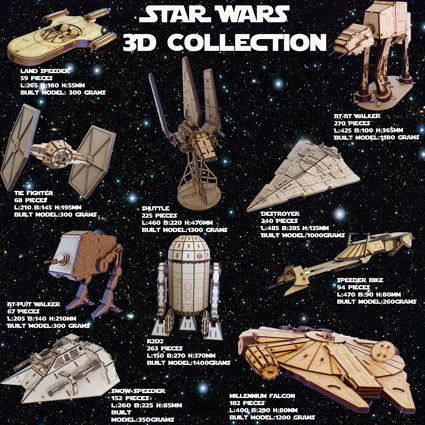 STAR WARS
3D COLLECTION
LAND SPEEDER
59 PIECES
L:265 B:160 H:55MM
BUILT MODEL: 300 GRAMS
AT-AT WALKER
270 PIECES
L:425 B:100 H:365MM
BUILT MODEL:1100 GRAMS
TIE FIGHTER
68 PIECES
L:210 B:145 H:195MM
BUILT MODEL:300 GRAMS
SHUTTLE
225 PIECES
L:460 B:220 H:470MM
BUILT MODEL:1300 GRAMS
DESTROYER
240 PIECES
L:485 B:285 H:135MM
BUILT MODEL:1000GRAMS
SPEEDER BIKE
94 PIECES
L:470 B:90 H:80MM
BUILT MODEL:260GRAMS
AT-PUT WALKER
67 PIECES
L:205 B:140 H:210MM
BUILT MODEL:300 GRAMS
R2D2
263 PIECES
L:150 B:270 H:370MM
BUILT MODEL:1400GRAMS
SNOW SPEEDER
152 PIECES
L:260 B:225 H:85MM
BUILT
MODEL:350GRAMS
MILLENNIUM FALCON
182 PIECES
L:400 B:290 H:80MM
BUILT MODEL:1200 GRAMS